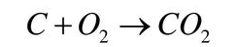 C + O₂ → CO₂